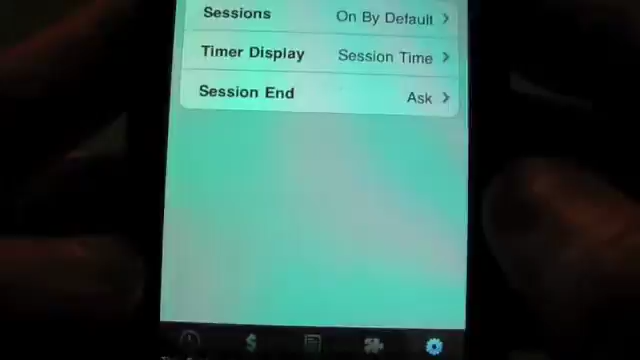 Sessions On By Default
Timer Display Session Time
Session End Ask
$